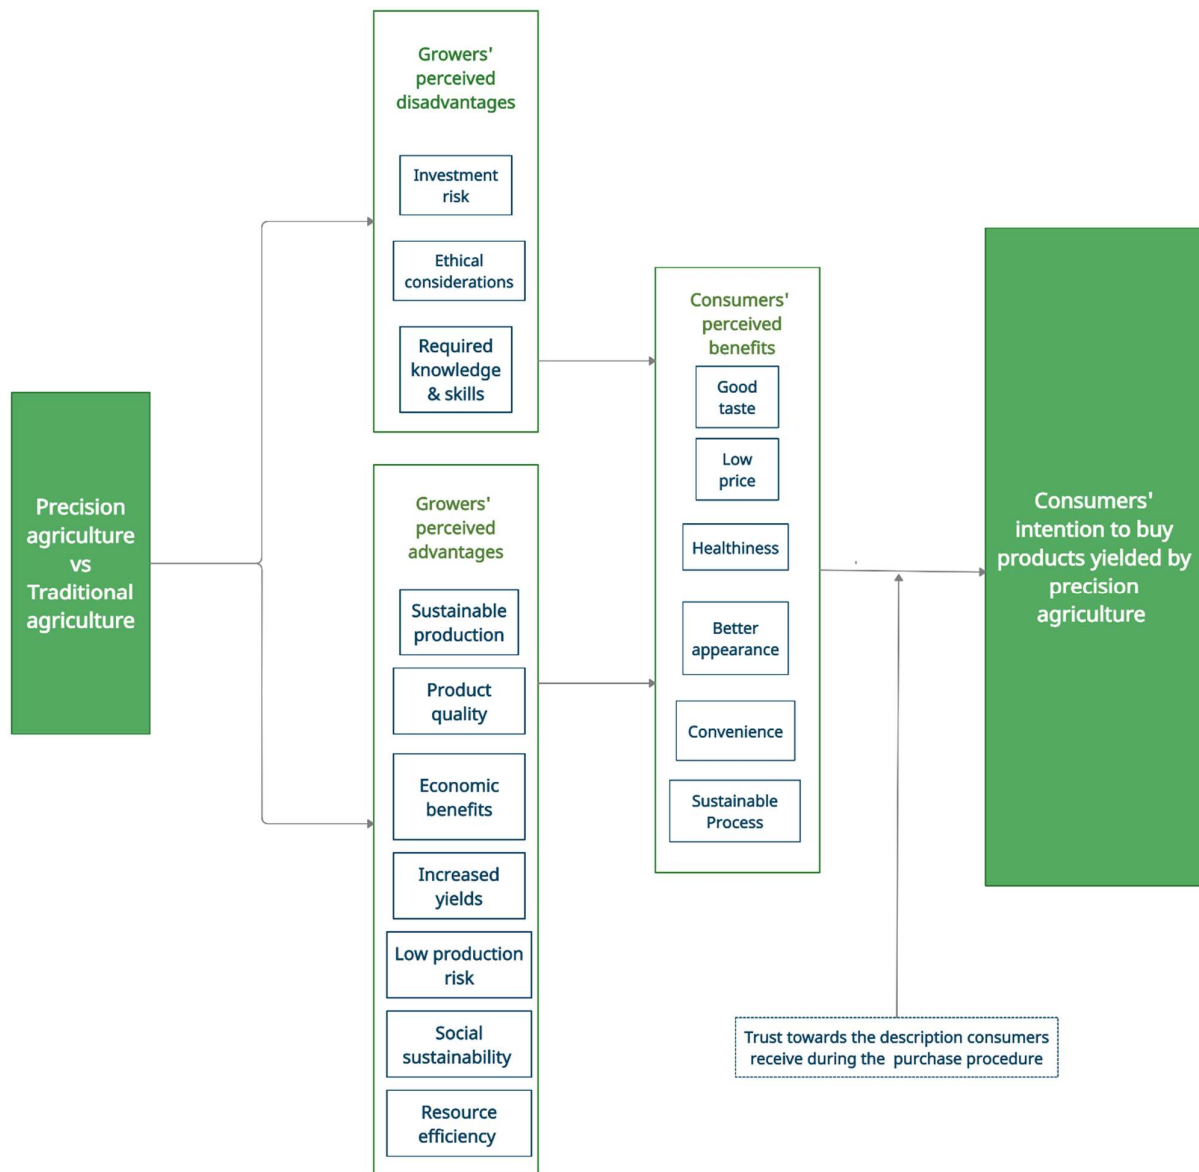 Growers'
perceived
disadvantages
Investment
risk
Ethical
considerations
Required
knowledge
& skills
Precision
agriculture
vs
Traditional
agriculture
Growers'
perceived
advantages
Sustainable
production
Product
quality
Economic
benefits
Increased
yields
Low production
risk
Social
sustainability
Resource
efficiency
Consumers'
perceived
benefits
Good
taste
Low
price
Healthiness
Better
appearance
Convenience
Sustainable
Process
Consumers'
intention to buy
products yielded by
precision
agriculture
Trust towards the description consumers
receive during the purchase procedure